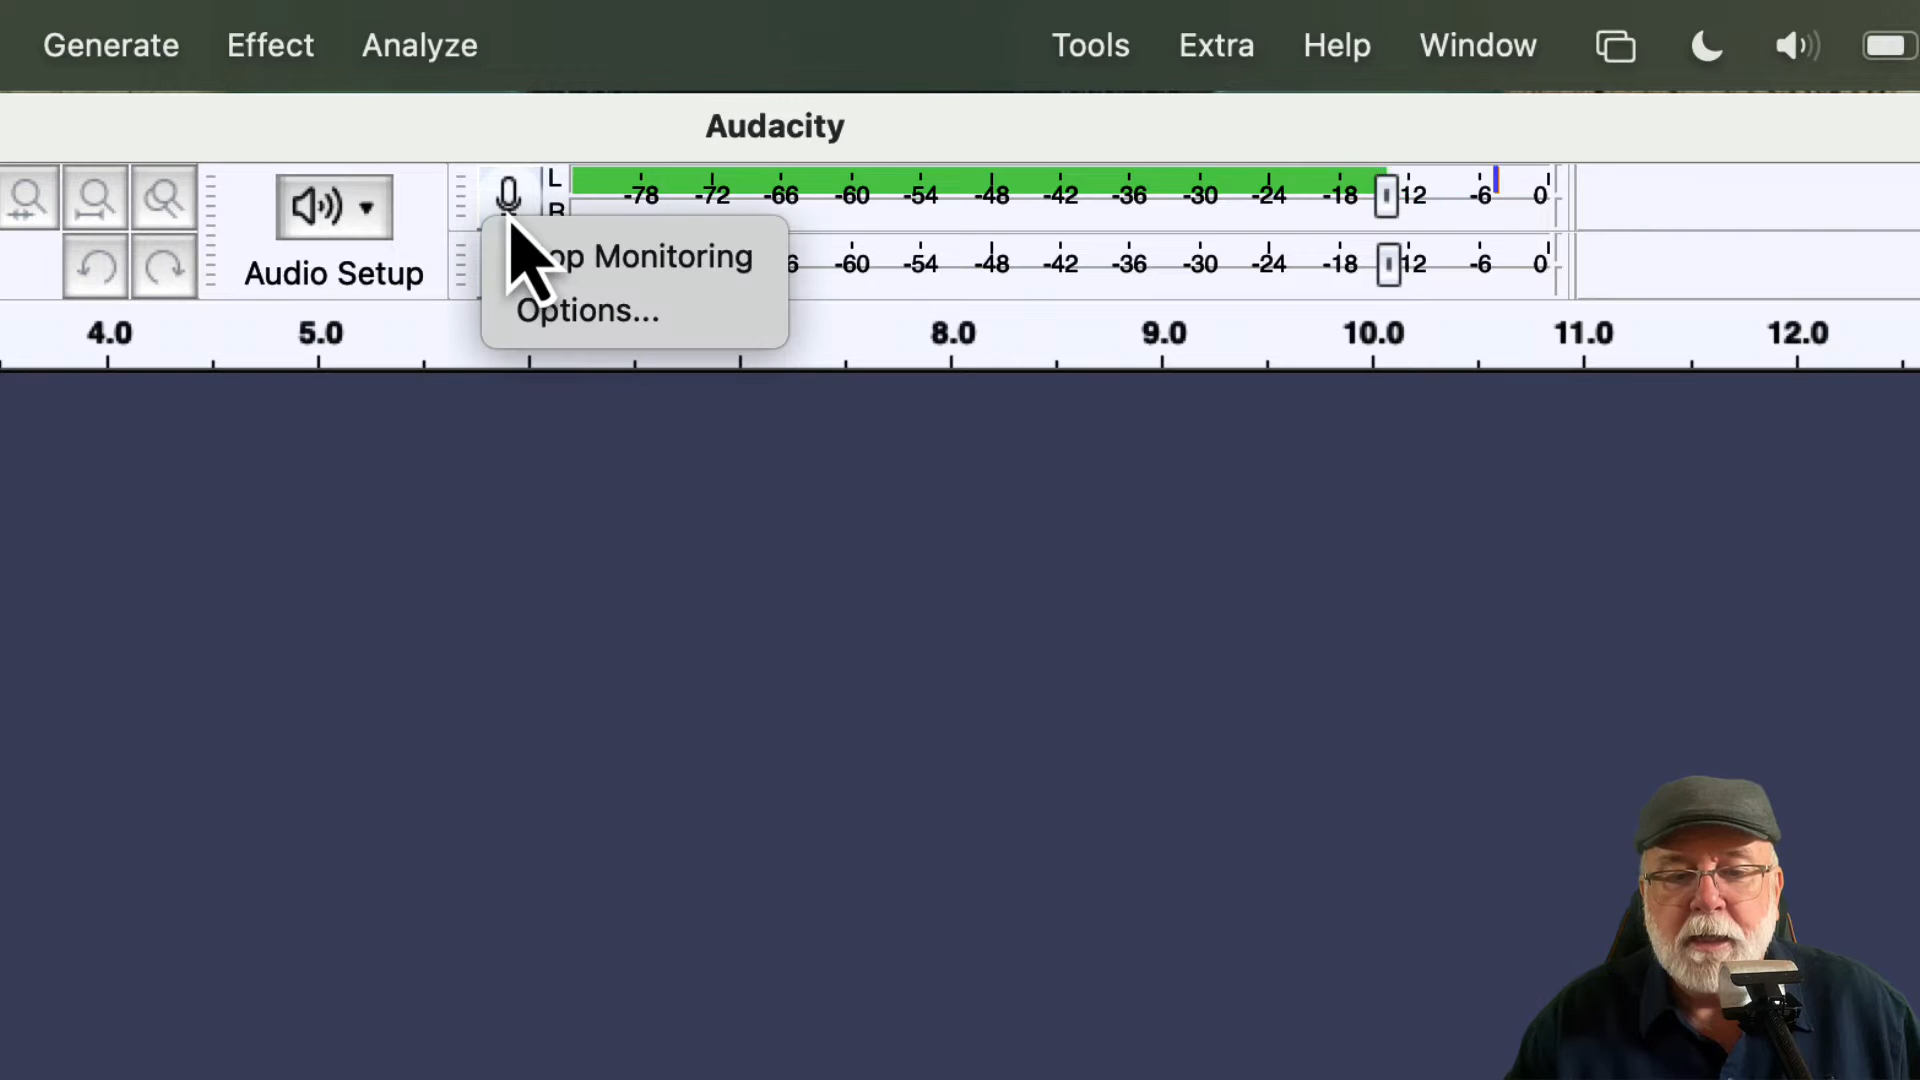 Generate Effect Analyze Tools Extra Help Window
Audacity
L -78 -72 -66 -60 -54 -48 -42 -36 -30 -24 -18 12 -6 0
R
op Monitoring 6 -60 -54 -48 -42 -36 -30 -24 -18 12 -6 0
Audio Setup
Options...
4.0 5.0 8.0 9.0 10.0 11.0 12.0